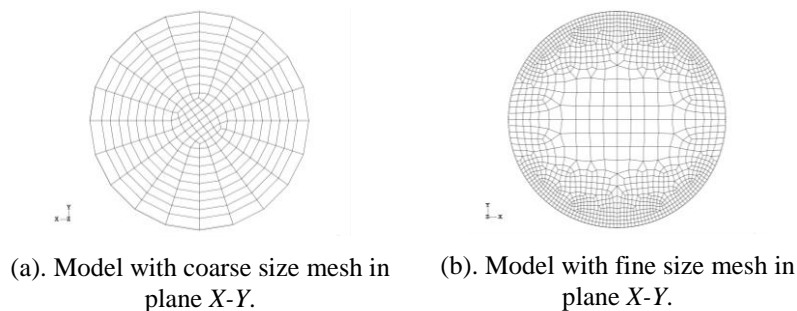 Y
X Z
Y
Z X
(a). Model with coarse size mesh in
plane X-Y.
(b). Model with fine size mesh in
plane X-Y.